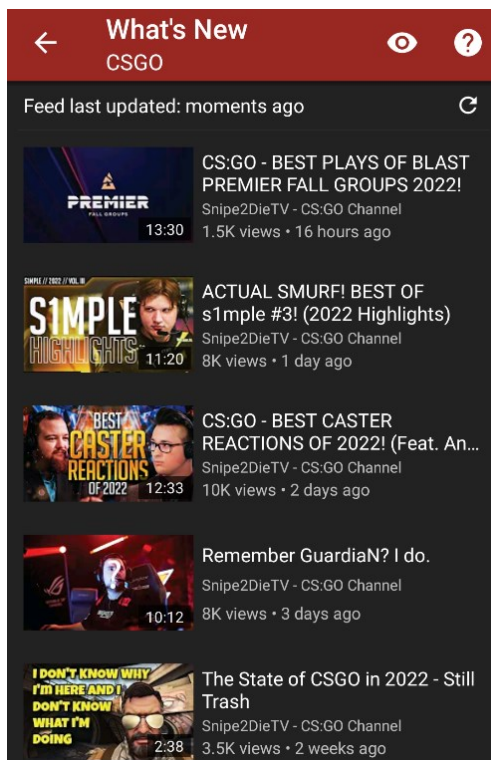 What's New
CSGO
Feed last updated: moments ago
PREMIER
FALL GROUPS
13:30
CS:GO - BEST PLAYS OF BLAST
PREMIER FALL GROUPS 2022!
Snipe2DieTV - CS:GO Channel
1.5K views • 16 hours ago
S1MPLE // 2022 // VOL. III
S1MPLE
HIGHLIGHTS
11:20
ACTUAL SMURF! BEST OF
s1mple #3! (2022 Highlights)
Snipe2DieTV - CS:GO Channel
8K views • 1 day ago
BEST
CASTER
REACTIONS
OF 2022
12:33
CS:GO - BEST CASTER
REACTIONS OF 2022! (Feat. An...
Snipe2DieTV - CS:GO Channel
10K views • 2 days ago
10:12
Remember GuardiaN? I do.
Snipe2DieTV - CS:GO Channel
8K views • 3 days ago
I DON'T KNOW WHY
I'M HERE AND I
DON'T KNOW
WHAT I'M
DOING
2:38
The State of CSGO in 2022 - Still
Trash
Snipe2DieTV - CS:GO Channel
3.5K views • 2 weeks ago